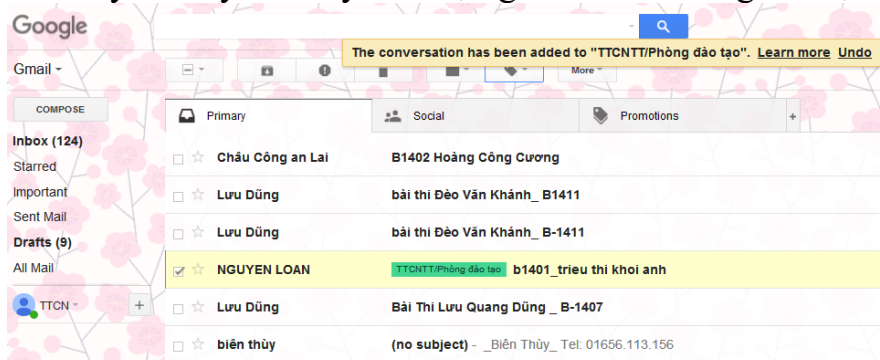 Google
The conversation has been added to "TTCNTT/Phòng đào tạo". Learn more Undo
Gmail
More
COMPOSE
Primary
Social
Promotions
+
Inbox (124)
Starred
Important
Sent Mail
Drafts (9)
All Mail
TTCN
+
Châu Công an Lai B1402 Hoàng Công Cương
Lưu Dũng bài thi Đèo Văn Khánh_ B1411
Lưu Dũng bài thi Đèo Văn Khánh_ B-1411
NGUYEN LOAN TTCNTT/Phòng đào tạo b1401_trieu thi khoi anh
Lưu Dũng Bài Thi Lưu Quang Dũng _ B-1407
biên thùy (no subject) - _Biên Thùy_ Tel: 01656.113.156